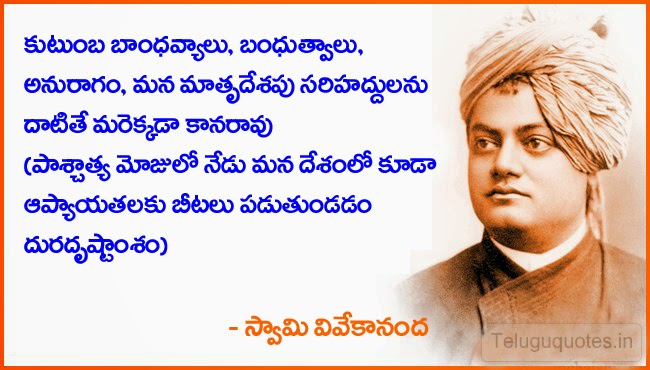 కుటుంబ బాంధవ్యాలు, బంధుత్వాలు,
అనురాగం, మన మాతృదేశపు సరిహద్దులను
దాటితే మరెక్కడా కానరావు
(పాశ్చాత్య మోజులో నేడు మన దేశంలో కూడా
ఆప్యాయతలకు బీటలు పడుతుండడం
దురదృష్టాంశం)
- స్వామి వివేకానంద
Teluguquotes.in